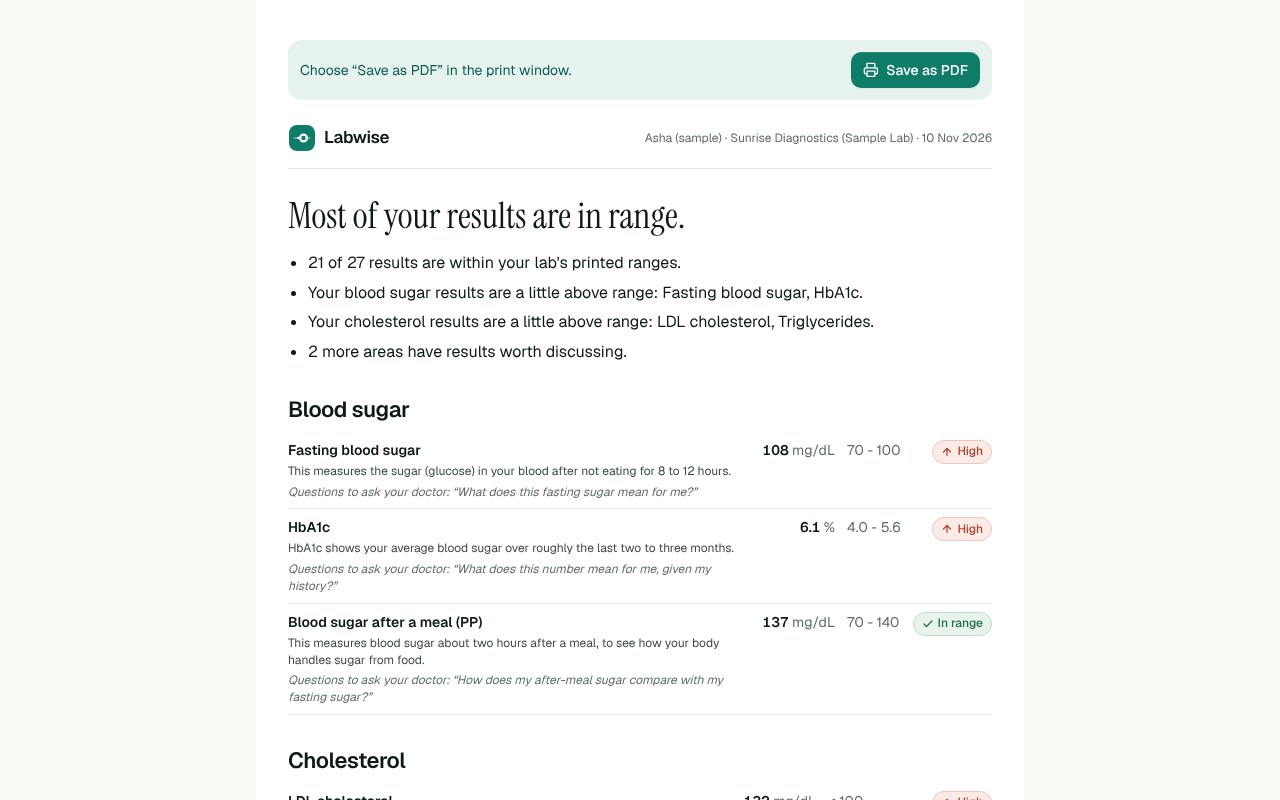 Choose “Save as PDF” in the print window.
Save as PDF
Labwise
Asha (sample) · Sunrise Diagnostics (Sample Lab) · 10 Nov 2026
Most of your results are in range.
• 21 of 27 results are within your lab's printed ranges.
• Your blood sugar results are a little above range: Fasting blood sugar, HbA1c.
• Your cholesterol results are a little above range: LDL cholesterol, Triglycerides.
• 2 more areas have results worth discussing.
Blood sugar
Fasting blood sugar 108 mg/dL 70 - 100 ↑ High
This measures the sugar (glucose) in your blood after not eating for 8 to 12 hours.
Questions to ask your doctor: “What does this fasting sugar mean for me?”
HbA1c 6.1 % 4.0 - 5.6 ↑ High
HbA1c shows your average blood sugar over roughly the last two to three months.
Questions to ask your doctor: “What does this number mean for me, given my
history?”
Blood sugar after a meal (PP) 137 mg/dL 70 - 140 ✓ In range
This measures blood sugar about two hours after a meal, to see how your body
handles sugar from food.
Questions to ask your doctor: “How does my after-meal sugar compare with my
fasting sugar?”
Cholesterol
LDL cholesterol 132 mg/dL < 100 ↑ High